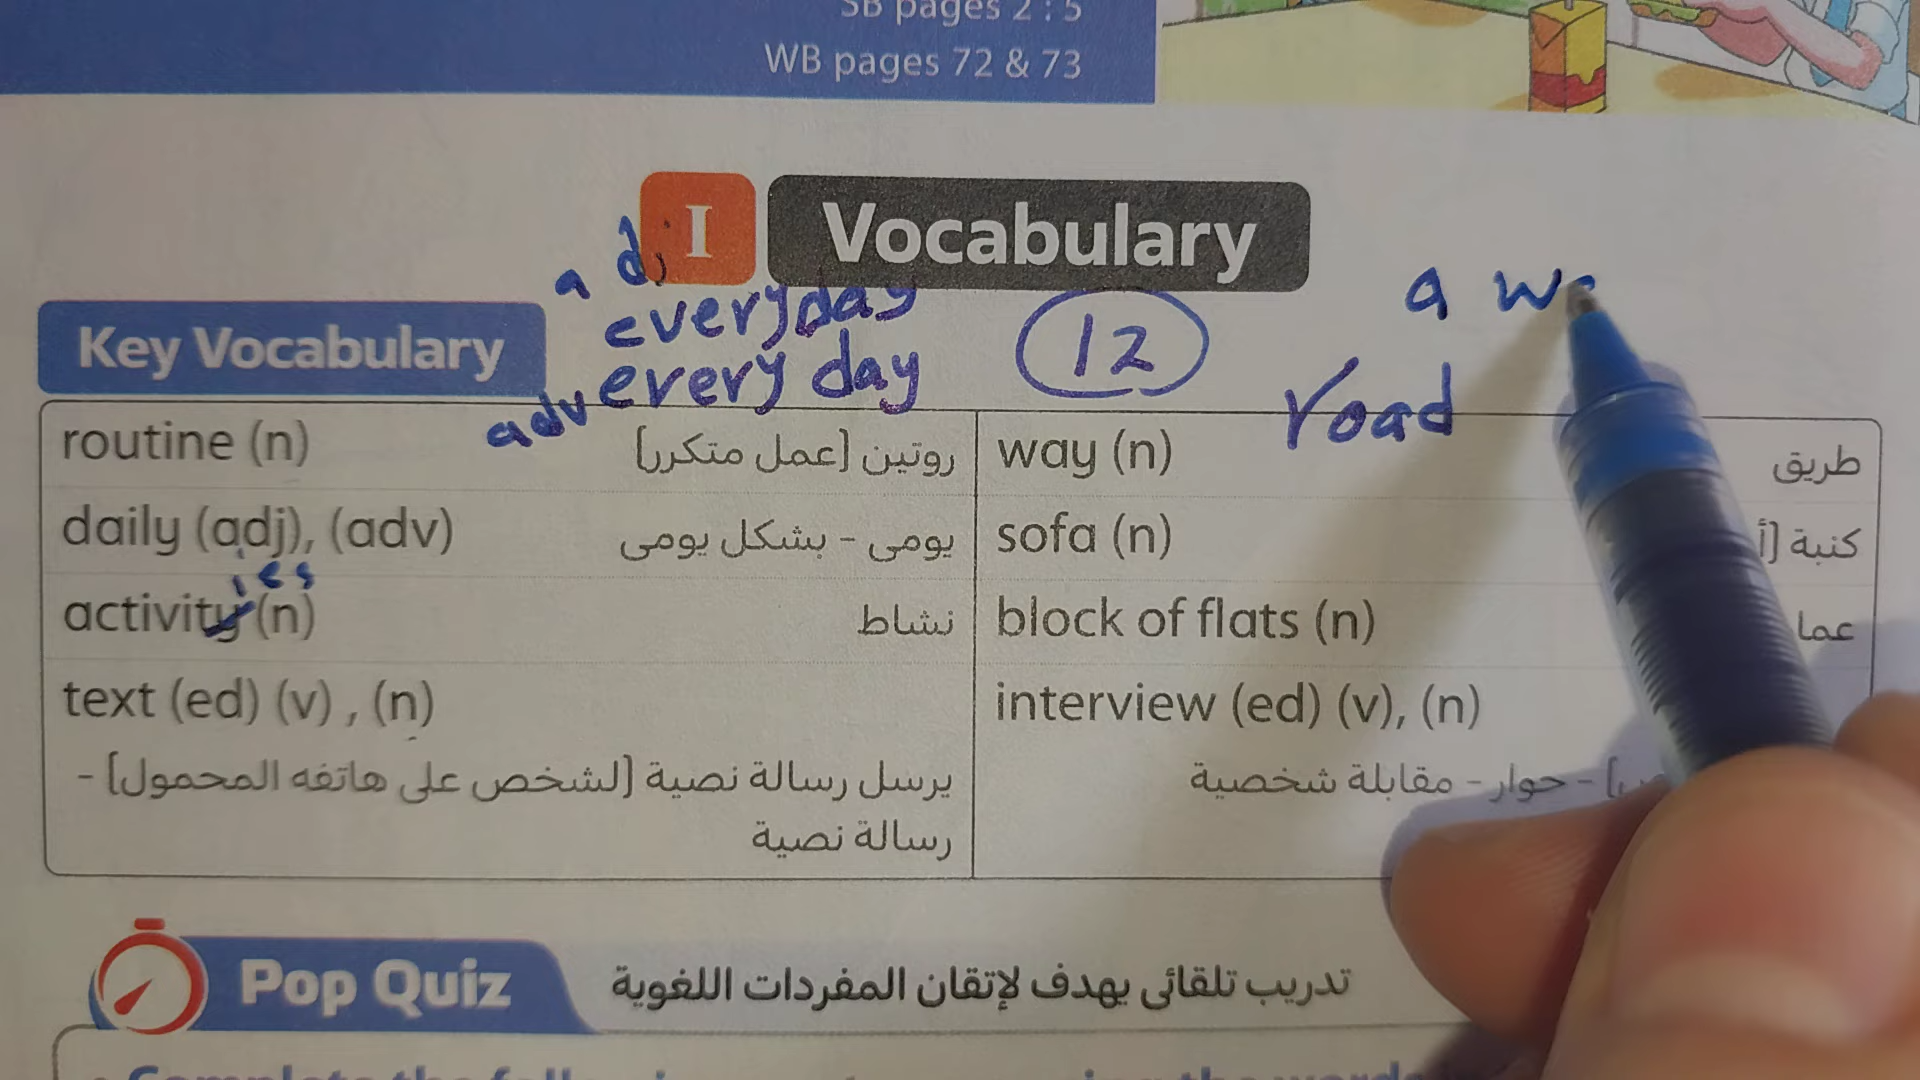 SB pages 2 : 5
WB pages 72 & 73
I Vocabulary
adj
everyday
a
12
Key Vocabulary
every day
road
adv
routine (n) روتين [عمل متكرر] way (n) طريق
daily (adj), (adv) يومى - بشكل يومى sofa (n) كنبة
ies
activity (n) نشاط block of flats (n)
text (ed) (v) , (n) interview (ed) (v), (n)
يرسل رسالة نصية [لشخص على هاتفه المحمول] - حوار - مقابلة شخصية
رسالة نصية
Pop Quiz تدريب تلقائى يهدف لإتقان المفردات اللغوية